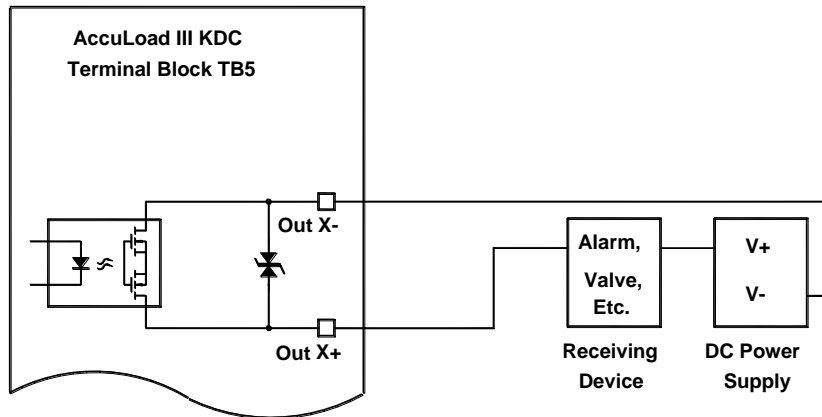 AccuLoad III KDC
Terminal Block TB5
Out X-
Out X+
Alarm,
Valve,
Etc.
V+
V-
Receiving
Device
DC Power
Supply